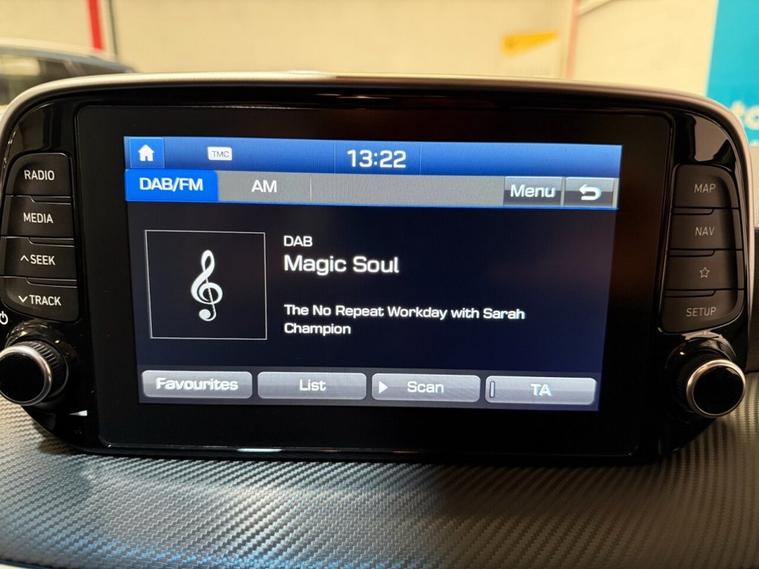 RADIO
MEDIA
SEEK
TRACK
TMC
13:22
DAB/FM
AM
Menu
DAB
Magic Soul
The No Repeat Workday with Sarah
Champion
Favourites
List
Scan
TA
MAP
NAV
SETUP